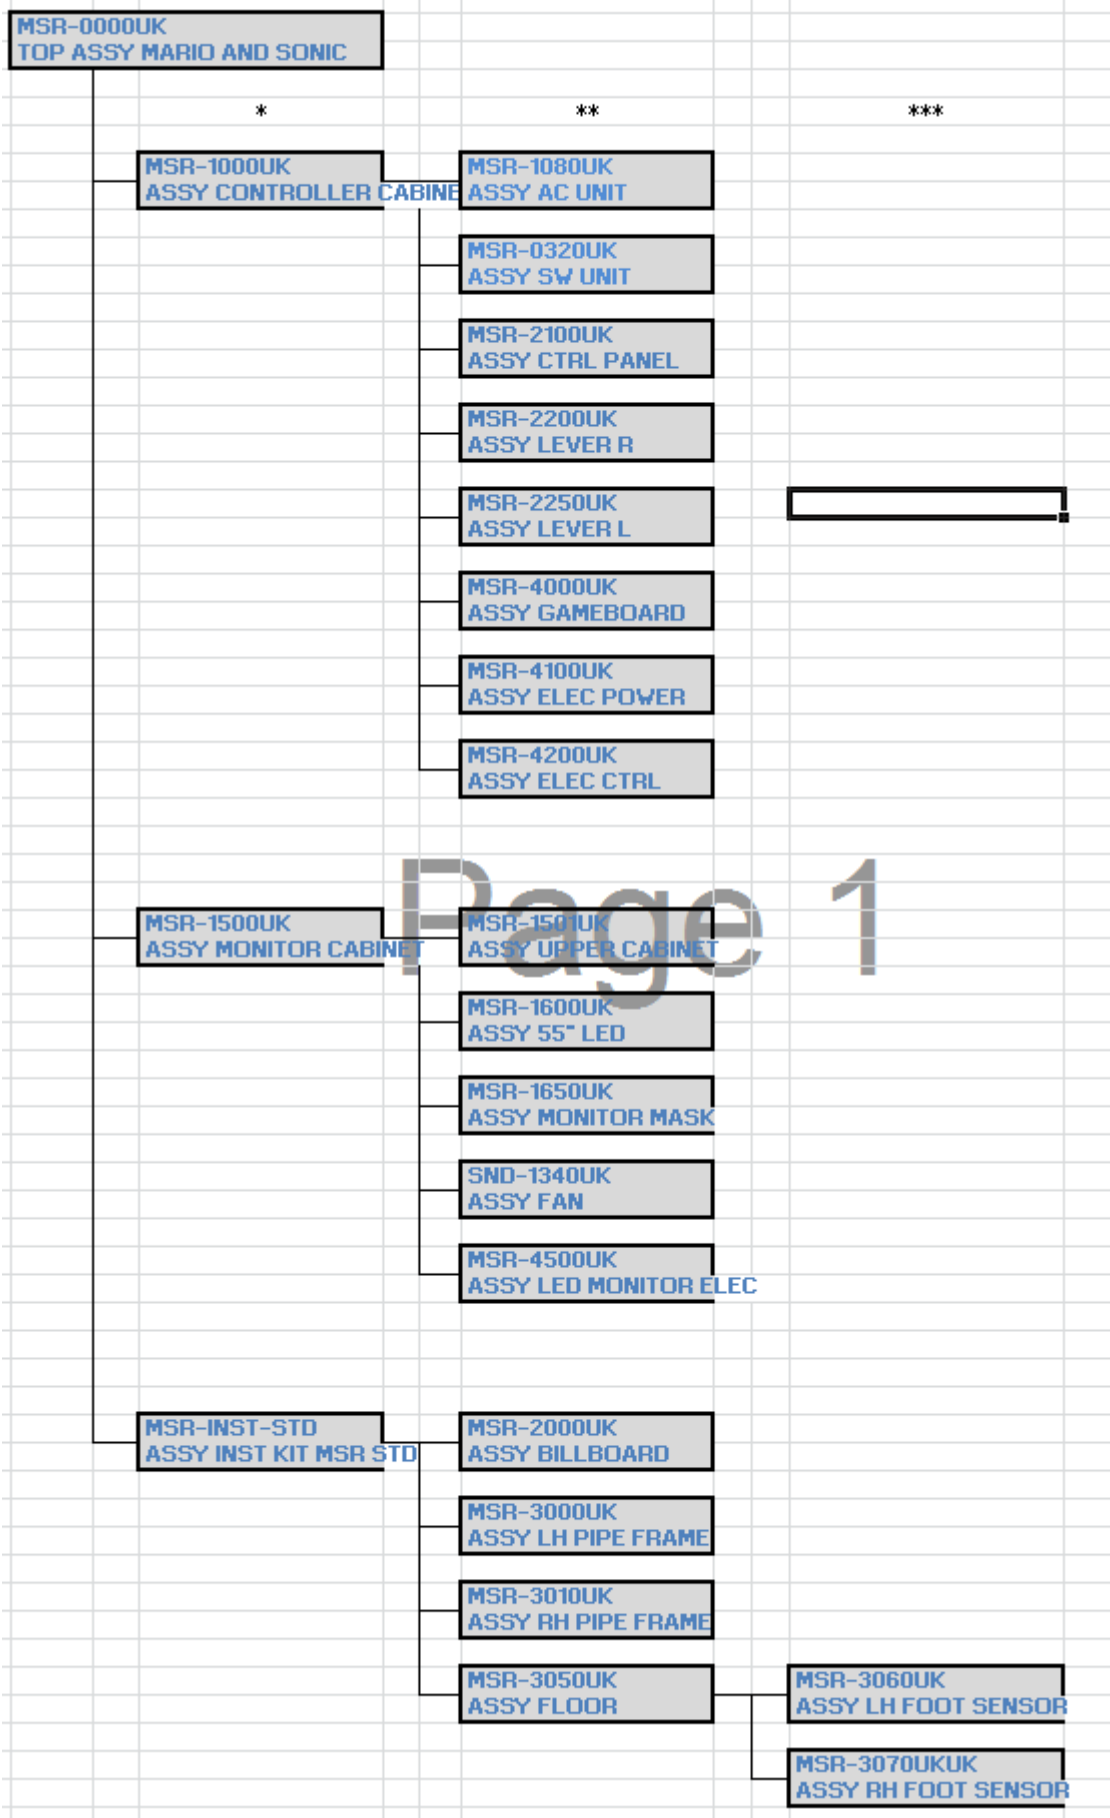 MSR-0000UK
TOP ASSY MARIO AND SONIC
* ** ***
MSR-1000UK
ASSY CONTROLLER CABINE
MSR-1080UK
ASSY AC UNIT
MSR-0320UK
ASSY SW UNIT
MSR-2100UK
ASSY CTRL PANEL
MSR-2200UK
ASSY LEVER R
MSR-2250UK
ASSY LEVER L
MSR-4000UK
ASSY GAMEBOARD
MSR-4100UK
ASSY ELEC POWER
MSR-4200UK
ASSY ELEC CTRL
Page 1
MSR-1500UK
ASSY MONITOR CABINET
MSR-1501UK
ASSY UPPER CABINET
MSR-1600UK
ASSY 55" LED
MSR-1650UK
ASSY MONITOR MASK
SND-1340UK
ASSY FAN
MSR-4500UK
ASSY LED MONITOR ELEC
MSR-INST-STD
ASSY INST KIT MSR STD
MSR-2000UK
ASSY BILLBOARD
MSR-3000UK
ASSY LH PIPE FRAME
MSR-3010UK
ASSY RH PIPE FRAME
MSR-3050UK
ASSY FLOOR
MSR-3060UK
ASSY LH FOOT SENSOR
MSR-3070UKUK
ASSY RH FOOT SENSOR